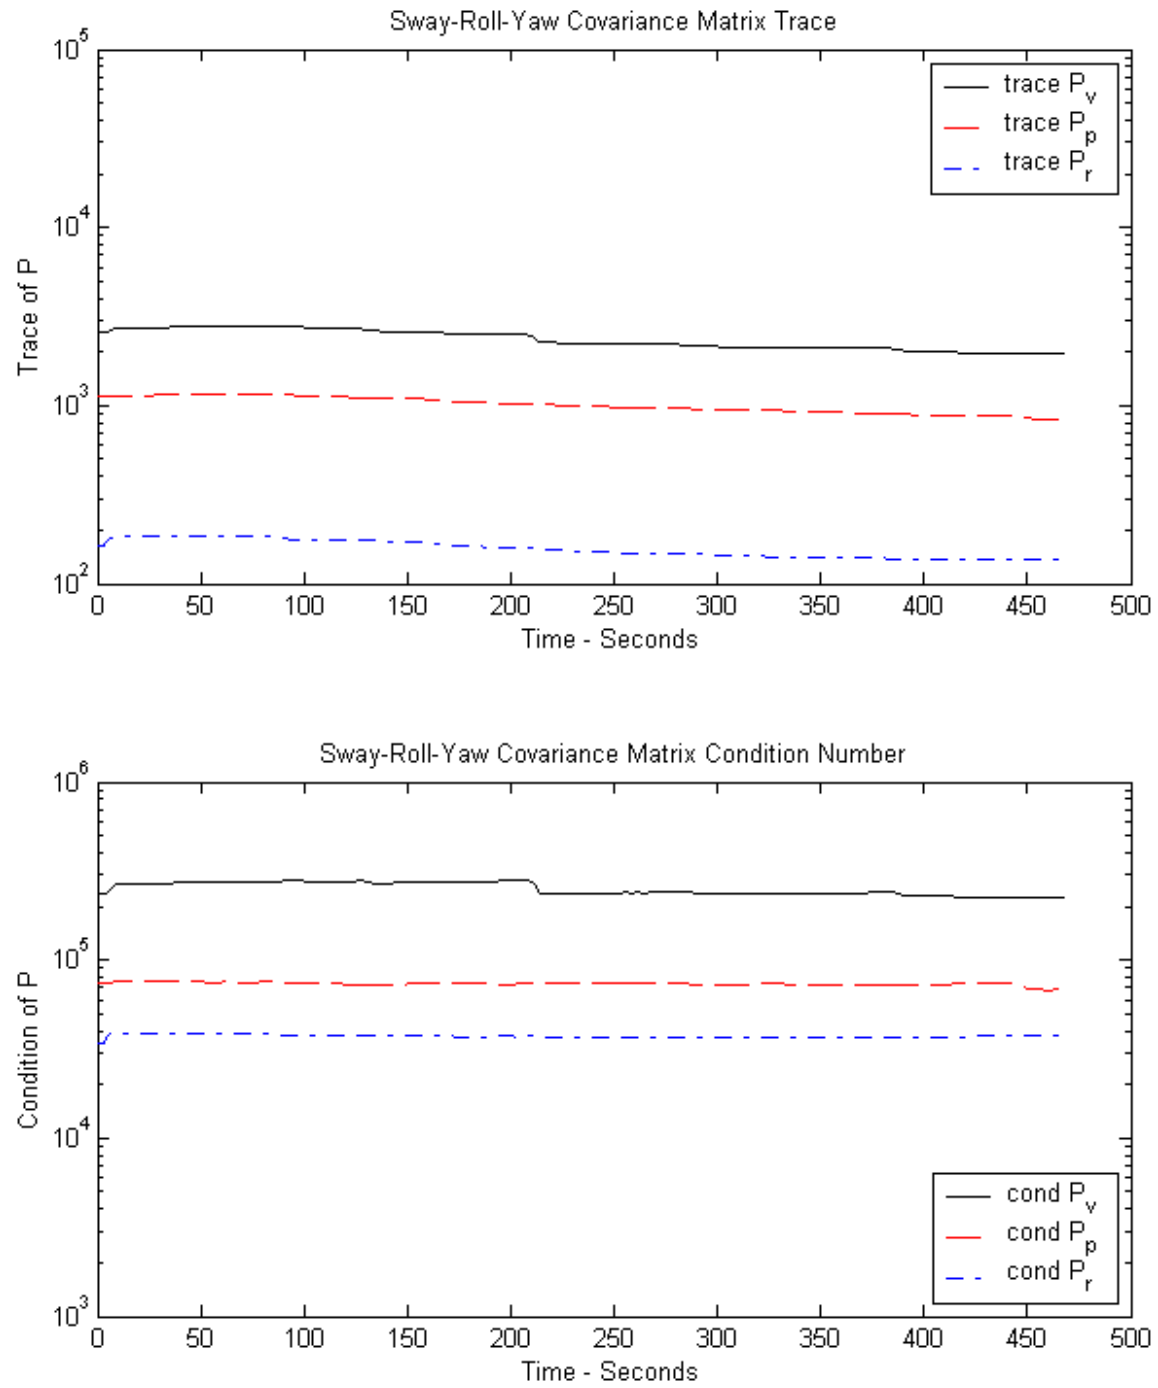 Sway-Roll-Yaw Covariance Matrix Trace
10^5
10^4
10^3
10^2
Trace of P
trace P_v
trace P_p
trace P_r
0 50 100 150 200 250 300 350 400 450 500
Time - Seconds
Sway-Roll-Yaw Covariance Matrix Condition Number
10^6
10^5
10^4
10^3
Condition of P
cond P_v
cond P_p
cond P_r
0 50 100 150 200 250 300 350 400 450 500
Time - Seconds